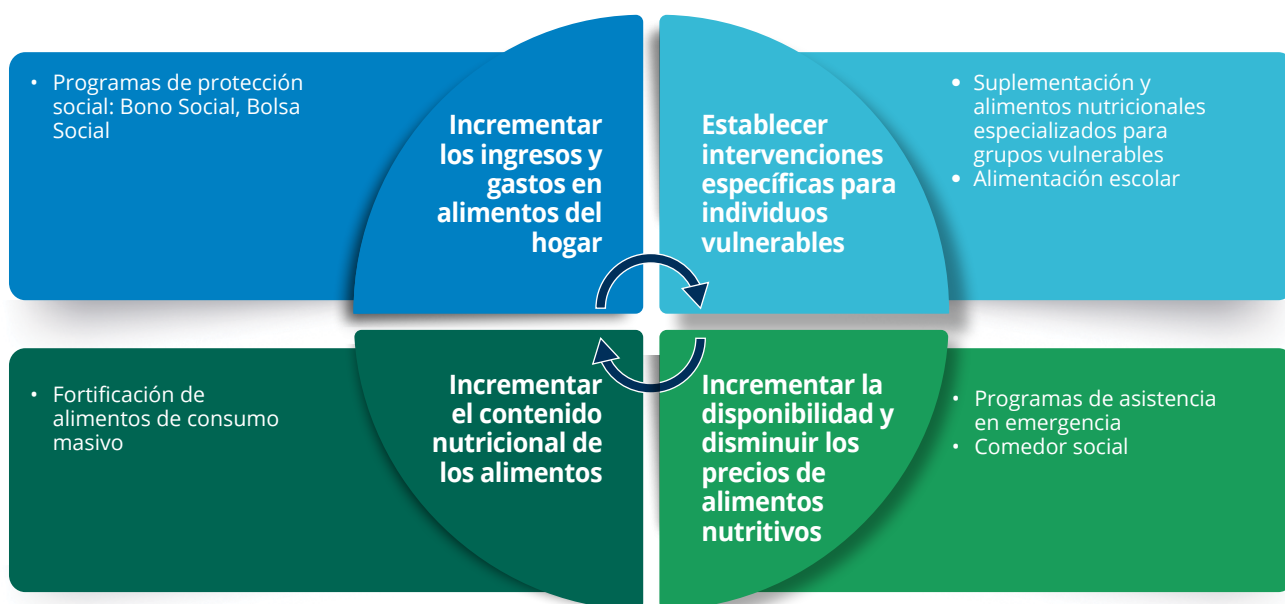 • Programas de protección
social: Bono Social, Bolsa
Social
Incrementar
los ingresos y
gastos en
alimentos del
hogar
Establecer
intervenciones
específicas para
individuos
vulnerables
• Suplementación y
alimentos nutricionales
especializados para
grupos vulnerables
• Alimentación escolar
• Fortificación de
alimentos de consumo
masivo
Incrementar
el contenido
nutricional de
los alimentos
Incrementar la
disponibilidad y
disminuir los
precios de
alimentos
nutritivos
• Programas de asistencia
en emergencia
• Comedor social